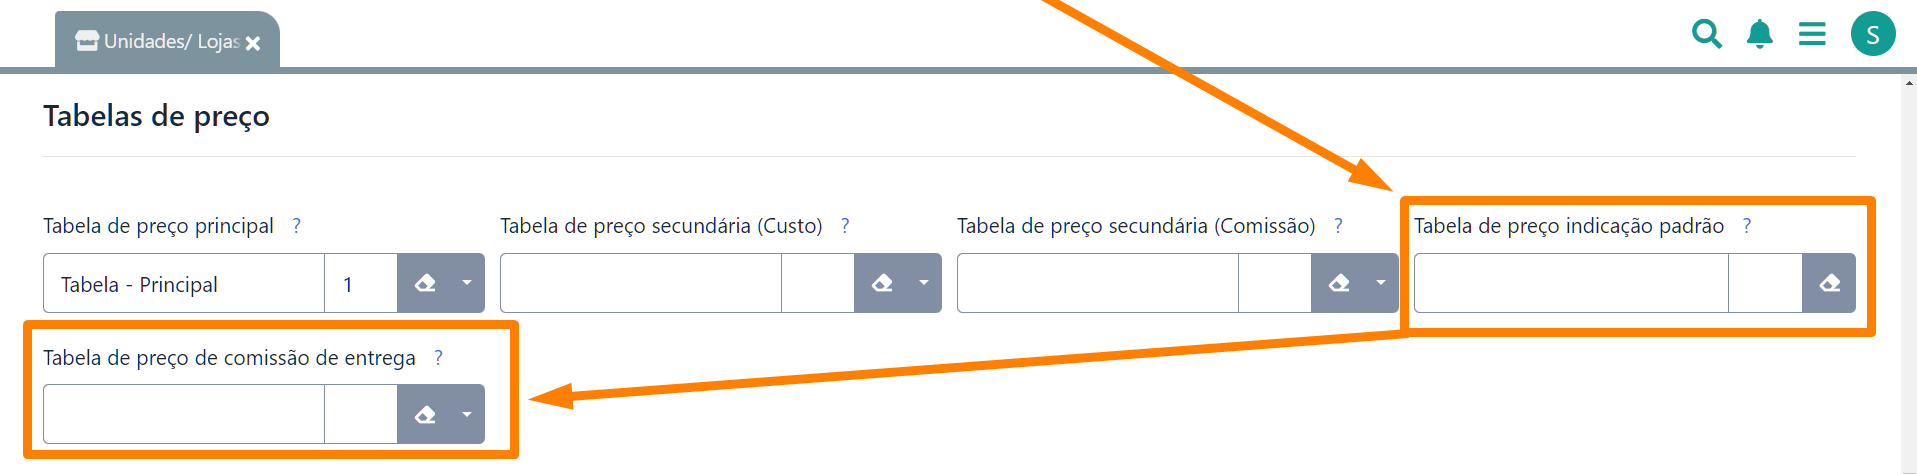 Unidades/ Lojas
S
Tabelas de preço
Tabela de preço principal ?
Tabela de preço secundária (Custo) ?
Tabela de preço secundária (Comissão) ?
Tabela de preço indicação padrão ?
Tabela - Principal 1
Tabela de preço de comissão de entrega ?